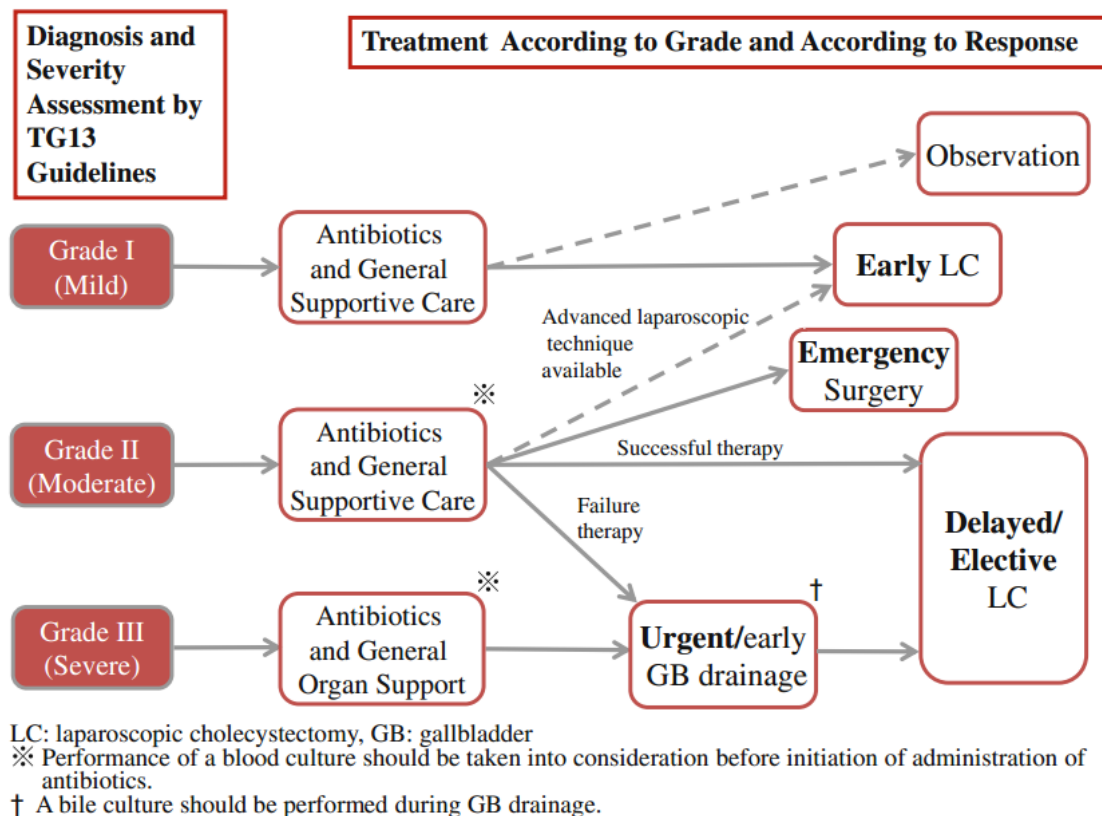 Diagnosis and
Severity
Assessment by
TG13
Guidelines
Treatment According to Grade and According to Response
Observation
Grade I
(Mild)
Antibiotics
and General
Supportive Care
Early LC
Advanced laparoscopic
technique
available
Emergency
Surgery
※
Grade II
(Moderate)
Antibiotics
and General
Supportive Care
Successful therapy
Failure
therapy
Delayed/
Elective
LC
※
†
Grade III
(Severe)
Antibiotics
and General
Organ Support
Urgent/early
GB drainage
LC: laparoscopic cholecystectomy, GB: gallbladder
※ Performance of a blood culture should be taken into consideration before initiation of administration of
antibiotics.
† A bile culture should be performed during GB drainage.